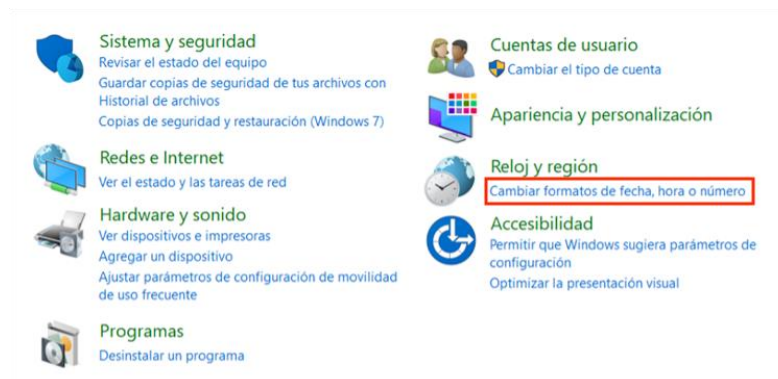 Sistema y seguridad
Revisar el estado del equipo
Guardar copias de seguridad de tus archivos con
Historial de archivos
Copias de seguridad y restauración (Windows 7)
Redes e Internet
Ver el estado y las tareas de red
Hardware y sonido
Ver dispositivos e impresoras
Agregar un dispositivo
Ajustar parámetros de configuración de movilidad
de uso frecuente
Programas
Desinstalar un programa
Cuentas de usuario
Cambiar el tipo de cuenta
Apariencia y personalización
Reloj y región
Cambiar formatos de fecha, hora o número
Accesibilidad
Permitir que Windows sugiera parámetros de
configuración
Optimizar la presentación visual